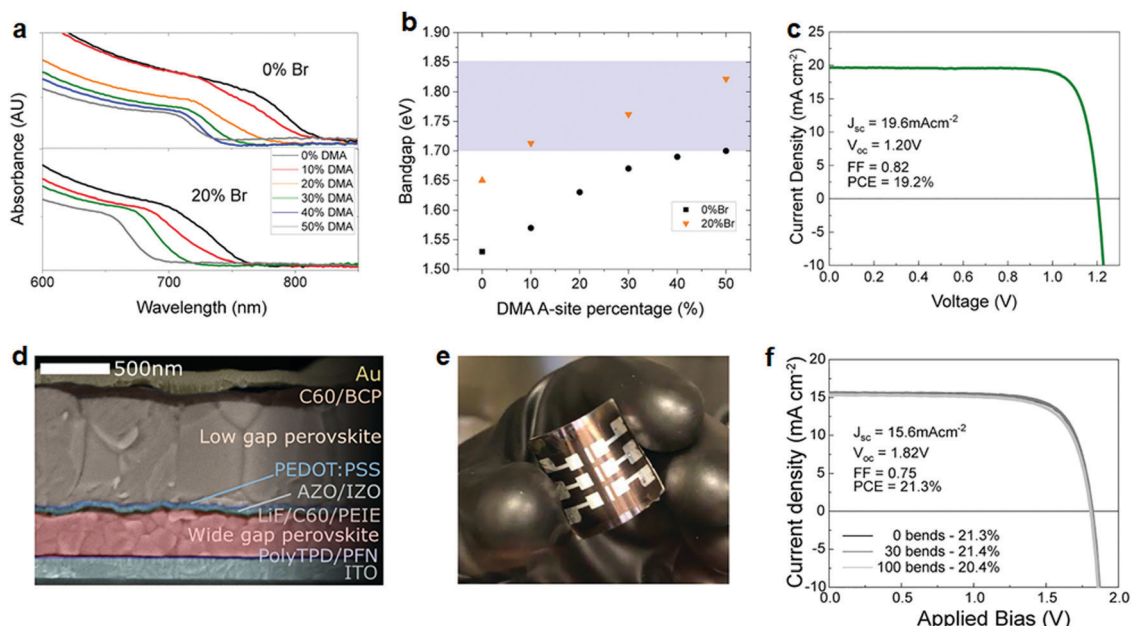 a
Absorbance (AU)
0% Br
20% Br
0% DMA
10% DMA
20% DMA
30% DMA
40% DMA
50% DMA
600
700
800
Wavelength (nm)
b
Bandgap (eV)
1.90
1.85
1.80
1.75
1.70
1.65
1.60
1.55
1.50
0%Br
20%Br
0
10
20
30
40
50
DMA A-site percentage (%)
c
Current Density (mA cm-2)
25
20
15
10
5
0
-5
-10
Jsc = 19.6mAcm-2
Voc = 1.20V
FF = 0.82
PCE = 19.2%
0.0 0.2 0.4 0.6 0.8 1.0 1.2
Voltage (V)
d
500nm
Au
C60/BCP
Low gap perovskite
PEDOT:PSS
AZO/IZO
LiF/C60/PEIE
Wide gap perovskite
PolyTPD/PFN
ITO
e
f
Current density (mA cm-2)
20
15
10
5
0
-5
-10
Jsc = 15.6mAcm-2
Voc = 1.82V
FF = 0.75
PCE = 21.3%
0 bends - 21.3%
30 bends - 21.4%
100 bends - 20.4%
0.0 0.5 1.0 1.5 2.0
Applied Bias (V)